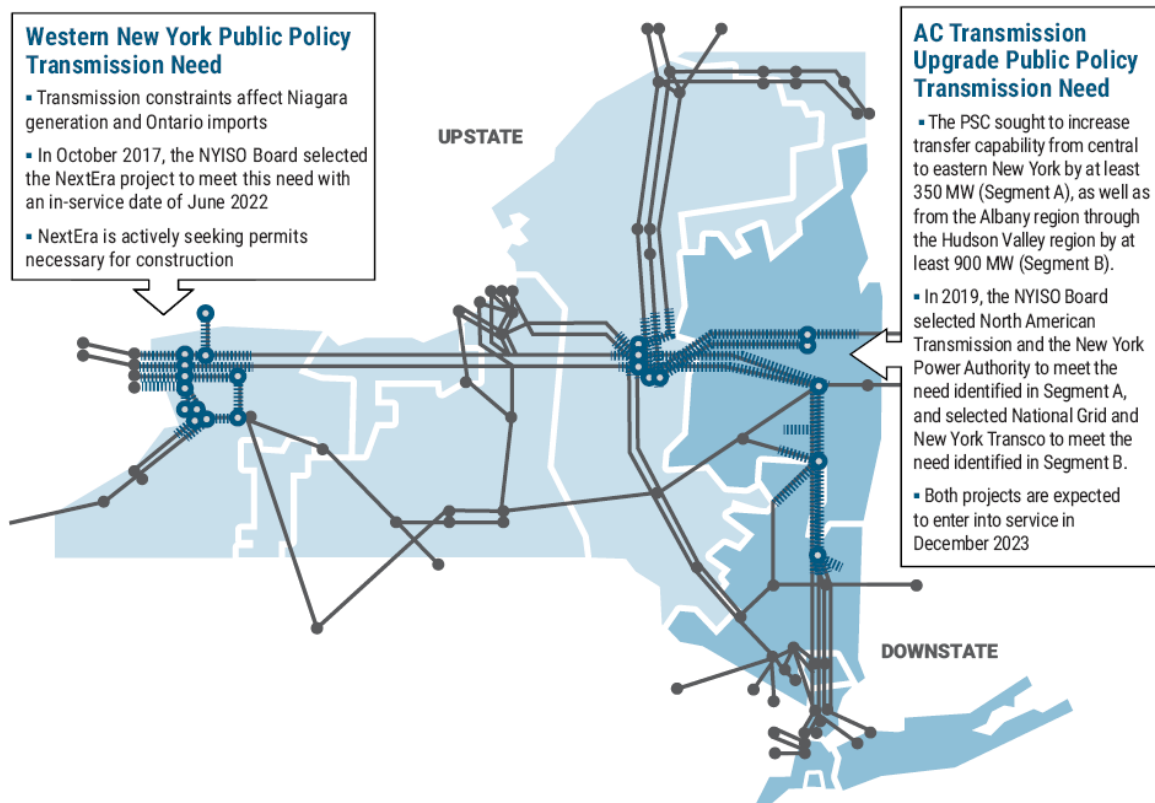 Western New York Public Policy
Transmission Need
▪ Transmission constraints affect Niagara
generation and Ontario imports
▪ In October 2017, the NYISO Board selected
the NextEra project to meet this need with
an in-service date of June 2022
▪ NextEra is actively seeking permits
necessary for construction
UPSTATE
AC Transmission
Upgrade Public Policy
Transmission Need
▪ The PSC sought to increase
transfer capability from central
to eastern New York by at least
350 MW (Segment A), as well as
from the Albany region through
the Hudson Valley region by at
least 900 MW (Segment B).
▪ In 2019, the NYISO Board
selected North American
Transmission and the New York
Power Authority to meet the
need identified in Segment A,
and selected National Grid and
New York Transco to meet the
need identified in Segment B.
▪ Both projects are expected
to enter into service in
December 2023
DOWNSTATE